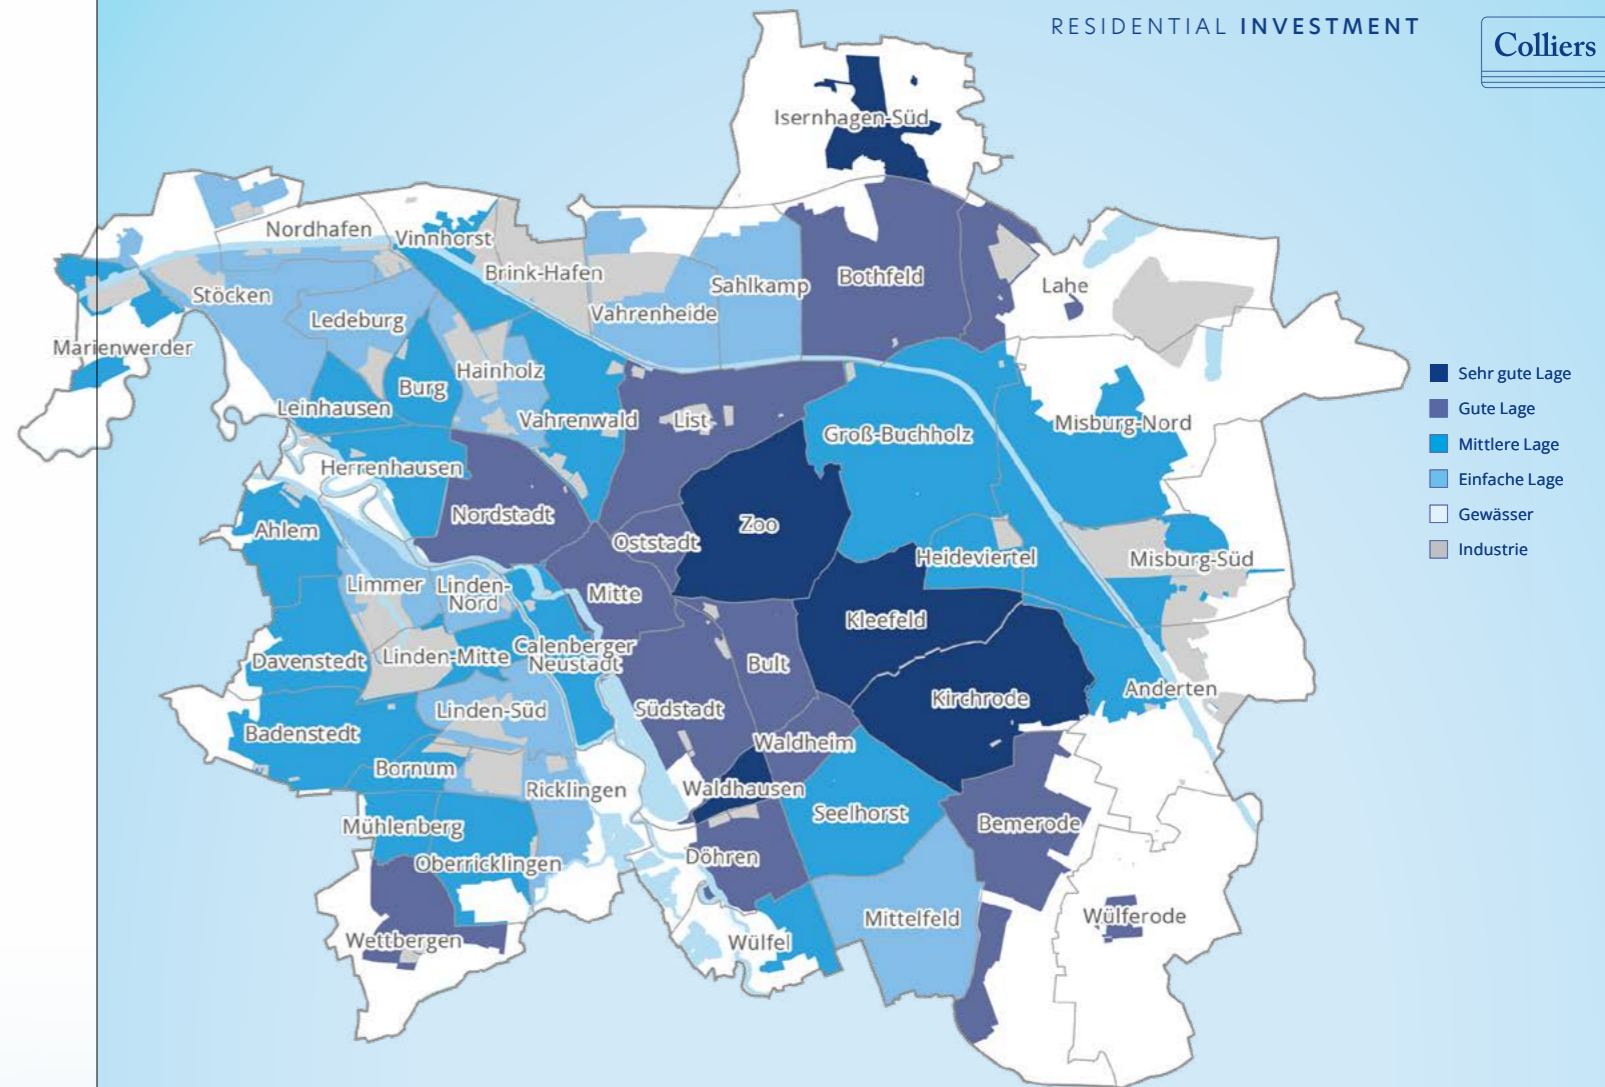 RESIDENTIAL INVESTMENT
Colliers
Isernhagen-Süd
Nordhafen
Vinnhorst
Brink-Hafen
Stöcken
Ledeburg
Vahrenheide
Sahlkamp
Bothfeld
Lahe
Marienwerder
Leinhausen
Burg
Hainholz
Vahrenwald
List
Groß-Buchholz
Misburg-Nord
Herrenhausen
Nordstadt
Oststadt
Zoo
Heideviertel
Misburg-Süd
Ahlem
Limmer
Linden-
Nord
Mitte
Kleefeld
Davenstedt
Linden-Mitte
Calenberger
Neustadt
Bult
Kirchrode
Anderten
Badenstedt
Linden-Süd
Südstadt
Waldheim
Bornum
Ricklingen
Waldhausen
Seelhorst
Bemerode
Mühlenberg
Oberricklingen
Döhren
Wettbergen
Wülfel
Mittelfeld
Wülferode
Sehr gute Lage
Gute Lage
Mittlere Lage
Einfache Lage
Gewässer
Industrie